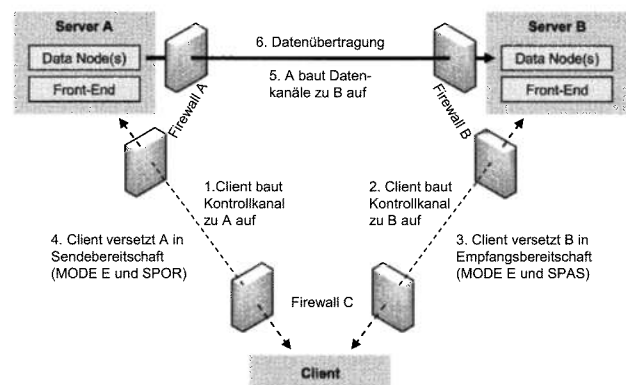 Server A
Data Node(s)
Front-End
Server B
Data Node(s)
Front-End
6. Datenübertragung
5. A baut Daten-
kanäle zu B auf
Firewall A
Firewall B
1.Client baut
Kontrollkanal
zu A auf
2. Client baut
Kontrollkanal
zu B auf
4. Client versetzt A in
Sendebereitschaft
(MODE E und SPOR)
3. Client versetzt B in
Empfangsbereitschaft
(MODE E und SPAS)
Firewall C
Client